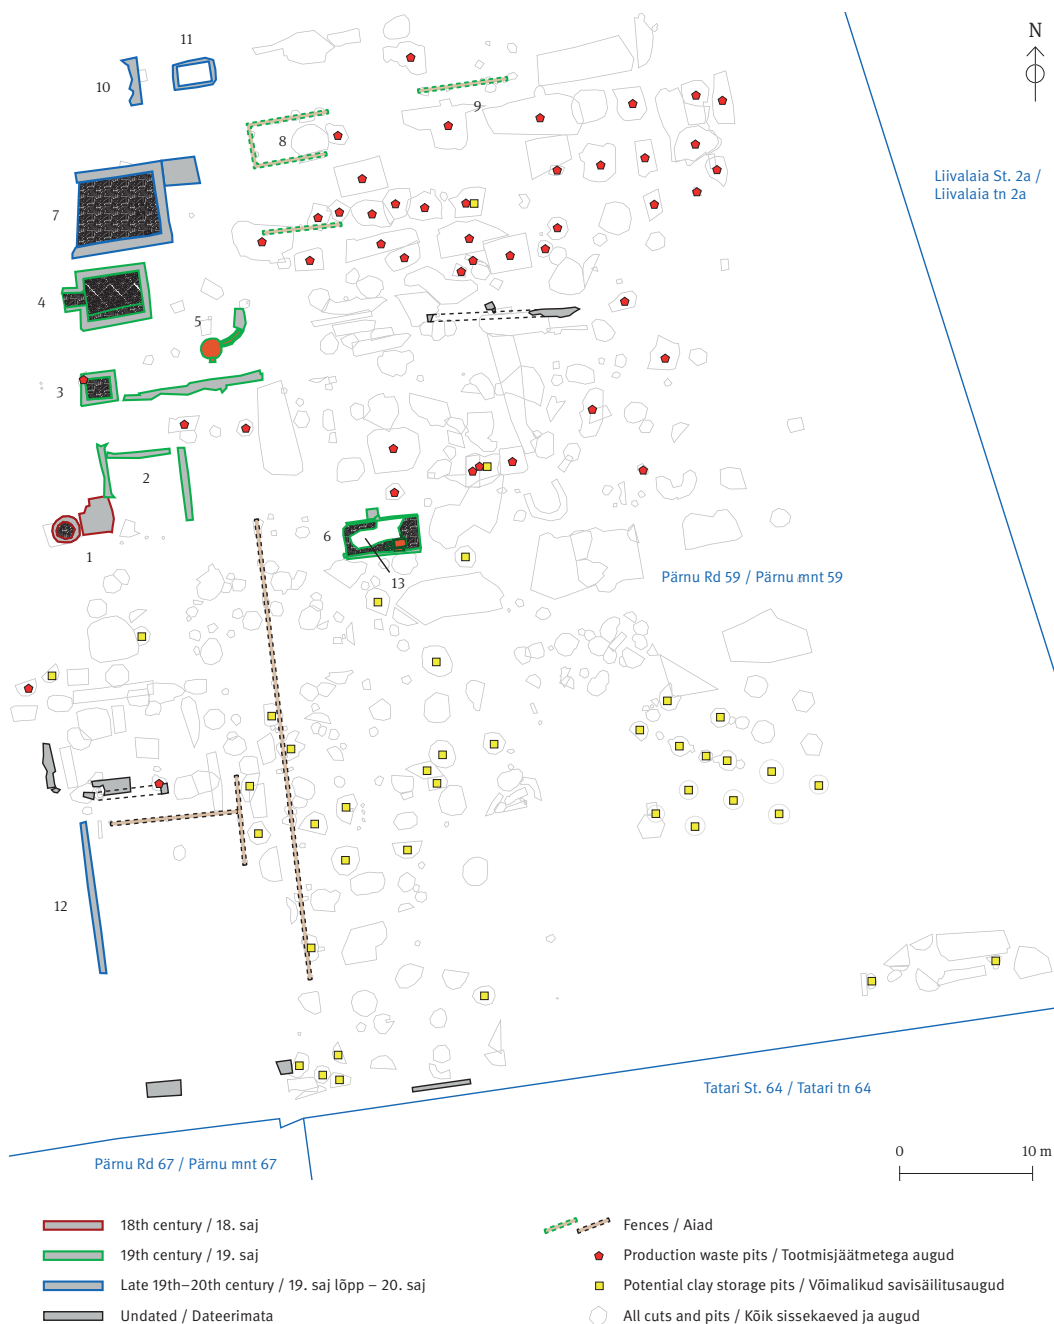 11
N
10
9
8
Liivalaia St. 2a /
Liivalaia tn 2a
7
4
5
3
2
6
1
13
Pärnu Rd 59 / Pärnu mnt 59
12
Tatari St. 64 / Tatari tn 64
0 10 m
Pärnu Rd 67 / Pärnu mnt 67
18th century / 18. saj
19th century / 19. saj
Late 19th–20th century / 19. saj lõpp – 20. saj
Undated / Dateerimata
Fences / Aiad
Production waste pits / Tootmisjäätmetega augud
Potential clay storage pits / Võimalikud savisäilitusaugud
All cuts and pits / Kõik sissekaeved ja augud